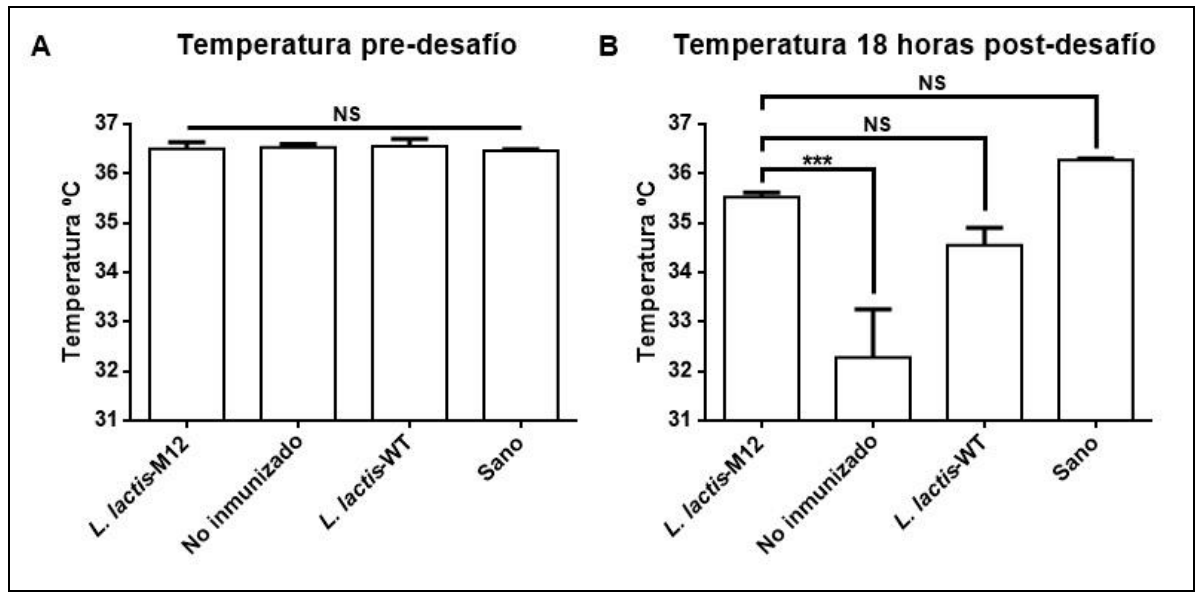 A
Temperatura pre-desafío
Temperatura ºC
37
36
35
34
33
32
31
NS
L. lactis-M12
No inmunizado
L. lactis-WT
Sano
B
Temperatura 18 horas post-desafío
Temperatura ºC
37
36
35
34
33
32
31
NS
NS
***
L. lactis-M12
No inmunizado
L. lactis-WT
Sano